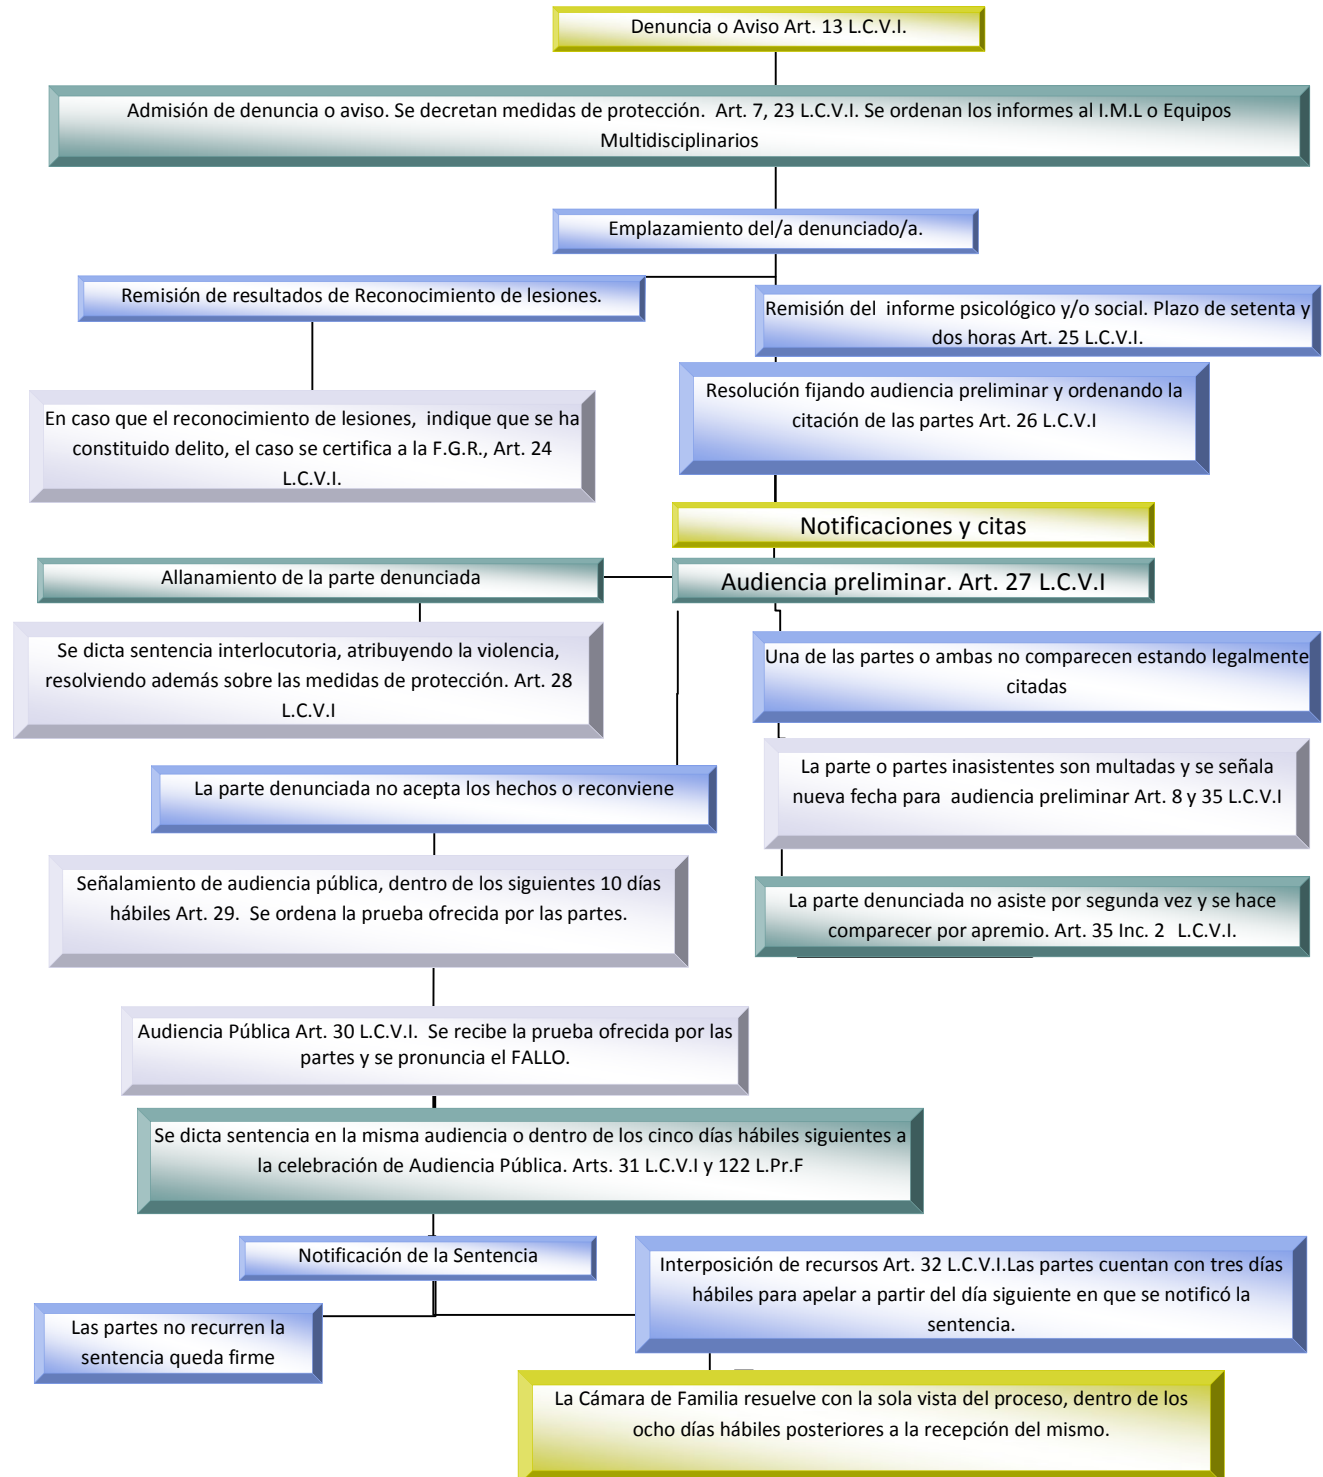 Denuncia o Aviso Art. 13 L.C.V.I.
Admisión de denuncia o aviso. Se decretan medidas de protección.  Art. 7, 23 L.C.V.I. Se ordenan los informes al I.M.L o Equipos
Multidisciplinarios
Emplazamiento del/a denunciado/a.
Remisión de resultados de Reconocimiento de lesiones.
Remisión del  informe psicológico y/o social. Plazo de setenta y
dos horas Art. 25 L.C.V.I.
En caso que el reconocimiento de lesiones,  indique que se ha
constituido delito, el caso se certifica a la F.G.R., Art. 24
L.C.V.I.
Resolución fijando audiencia preliminar y ordenando la
citación de las partes Art. 26 L.C.V.I
Notificaciones y citas
Allanamiento de la parte denunciada
Audiencia preliminar. Art. 27 L.C.V.I
Se dicta sentencia interlocutoria, atribuyendo la violencia,
resolviendo además sobre las medidas de protección. Art. 28
L.C.V.I
Una de las partes o ambas no comparecen estando legalmente
citadas
La parte denunciada no acepta los hechos o reconviene
La parte o partes inasistentes son multadas y se señala
nueva fecha para  audiencia preliminar Art. 8 y 35 L.C.V.I
Señalamiento de audiencia pública, dentro de los siguientes 10 días
hábiles Art. 29.  Se ordena la prueba ofrecida por las partes.
La parte denunciada no asiste por segunda vez y se hace
comparecer por apremio. Art. 35 Inc. 2  L.C.V.I.
Audiencia Pública Art. 30 L.C.V.I.  Se recibe la prueba ofrecida por las
partes y se pronuncia el FALLO.
Se dicta sentencia en la misma audiencia o dentro de los cinco días hábiles siguientes a
la celebración de Audiencia Pública. Arts. 31 L.C.V.I y 122 L.Pr.F
Notificación de la Sentencia
Interposición de recursos Art. 32 L.C.V.I.Las partes cuentan con tres días
hábiles para apelar a partir del día siguiente en que se notificó la
sentencia.
Las partes no recurren la
sentencia queda firme
La Cámara de Familia resuelve con la sola vista del proceso, dentro de los
ocho días hábiles posteriores a la recepción del mismo.